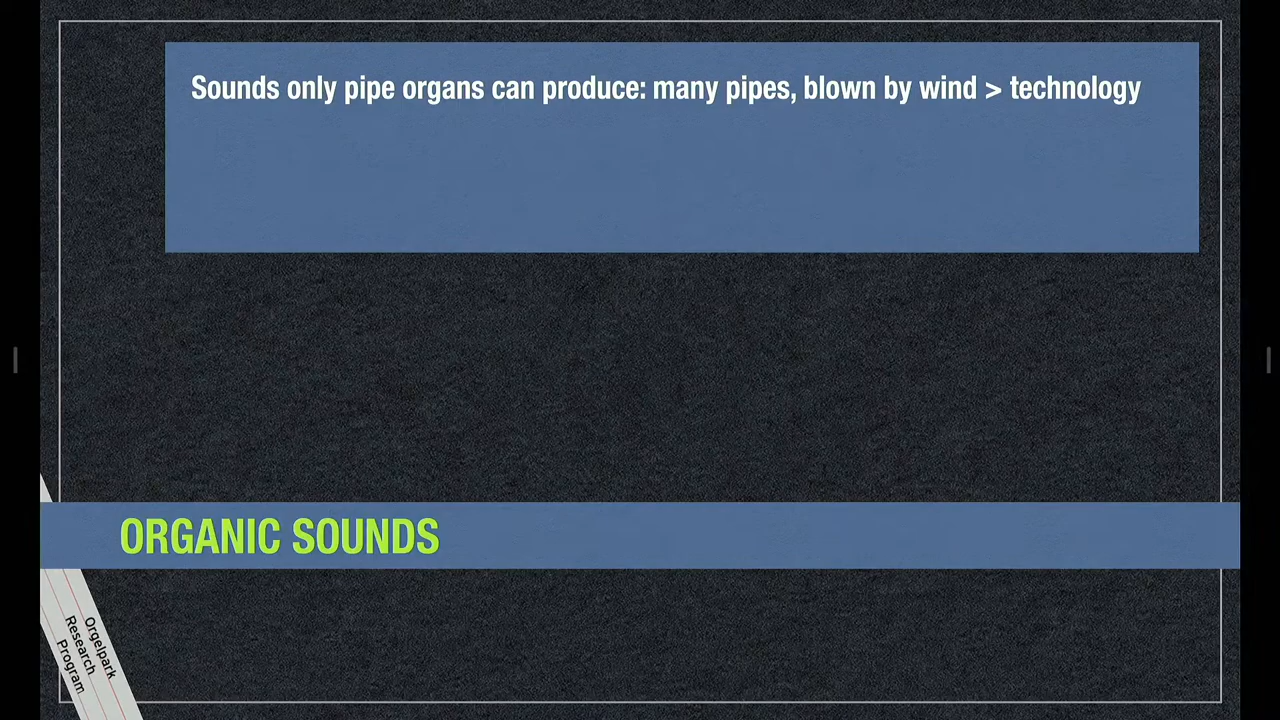 Sounds only pipe organs can produce: many pipes, blown by wind > technology
ORGANIC SOUNDS
Orgelpark
Research
Program